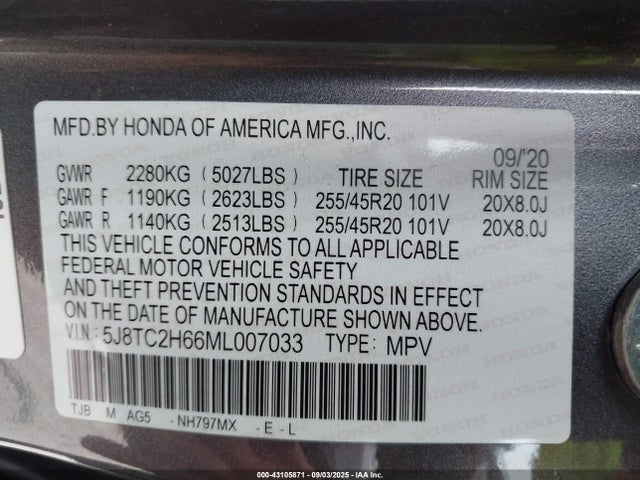 MFD.BY HONDA OF AMERICA MFG.,INC.
09/'20
GVWR 2280KG (5027LBS) TIRE SIZE RIM SIZE
GAWR F 1190KG (2623LBS) 255/45R20 101V 20X8.0J
GAWR R 1140KG (2513LBS) 255/45R20 101V 20X8.0J
THIS VEHICLE CONFORMS TO ALL APPLICABLE
FEDERAL MOTOR VEHICLE SAFETY
AND THEFT PREVENTION STANDARDS IN EFFECT
ON THE DATE OF MANUFACTURE SHOWN ABOVE.
V.I.N.: 5J8TC2H66ML007033 TYPE: MPV
TJB M AG5 -NH797MX -E-L
000-43105871 | 09/03/2025 | IAA Inc.